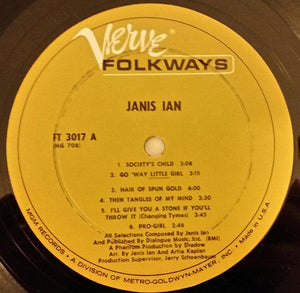 Verve
FOLKWAYS
JANIS IAN
FT 3017 A
(MG 708)
1. SOCIETY'S CHILD 3:08
2. GO 'WAY LITTLE GIRL 3:15
3. HAIR OF SPUN GOLD 4:00
4. THEN TANGLES OF MY MIND 3:30
5. I'LL GIVE YOU A STONE IF YOU'LL
THROW IT (Changing Tymes) 3:45
6. PRO-GIRL 2:46
All Selections Composed by Janis Ian
And Published By Dialogue Music, Inc. (BMI)
A Phantom Production by Shadow
Arr. By Janis Ian And Artie Kaplan
Production Supervisor, Jerry Schoenbaum
MGM RECORDS • A DIVISION OF METRO-GOLDWYN-MAYER, INC. • Made in U.S.A.